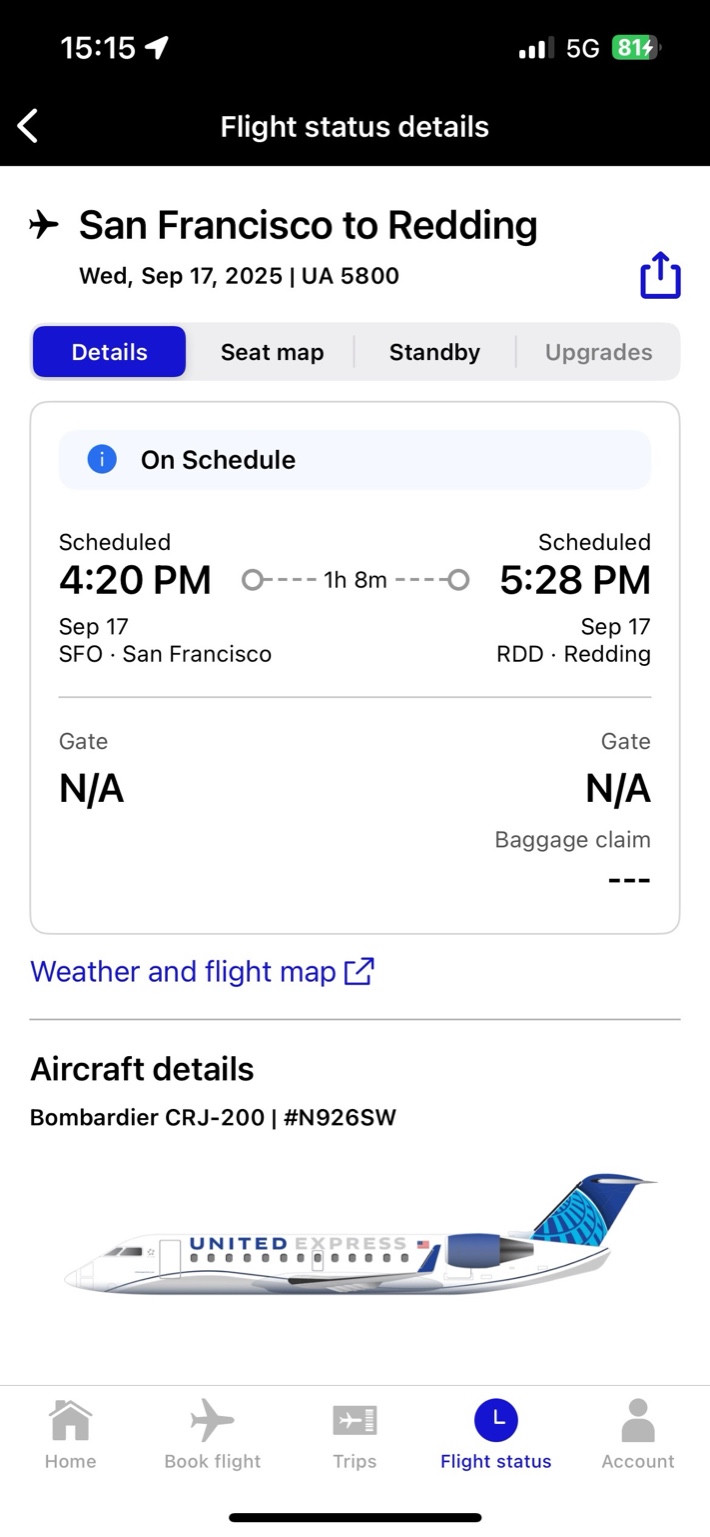 15:15
5G
81
Flight status details
San Francisco to Redding
Wed, Sep 17, 2025 | UA 5800
Details
Seat map
Standby
Upgrades
On Schedule
Scheduled
Scheduled
4:20 PM
1h 8m
5:28 PM
Sep 17
Sep 17
SFO · San Francisco
RDD · Redding
Gate
Gate
N/A
N/A
Baggage claim
---
Weather and flight map
Aircraft details
Bombardier CRJ-200 | #N926SW
UNITED EXPRESS
Home
Book flight
Trips
Flight status
Account